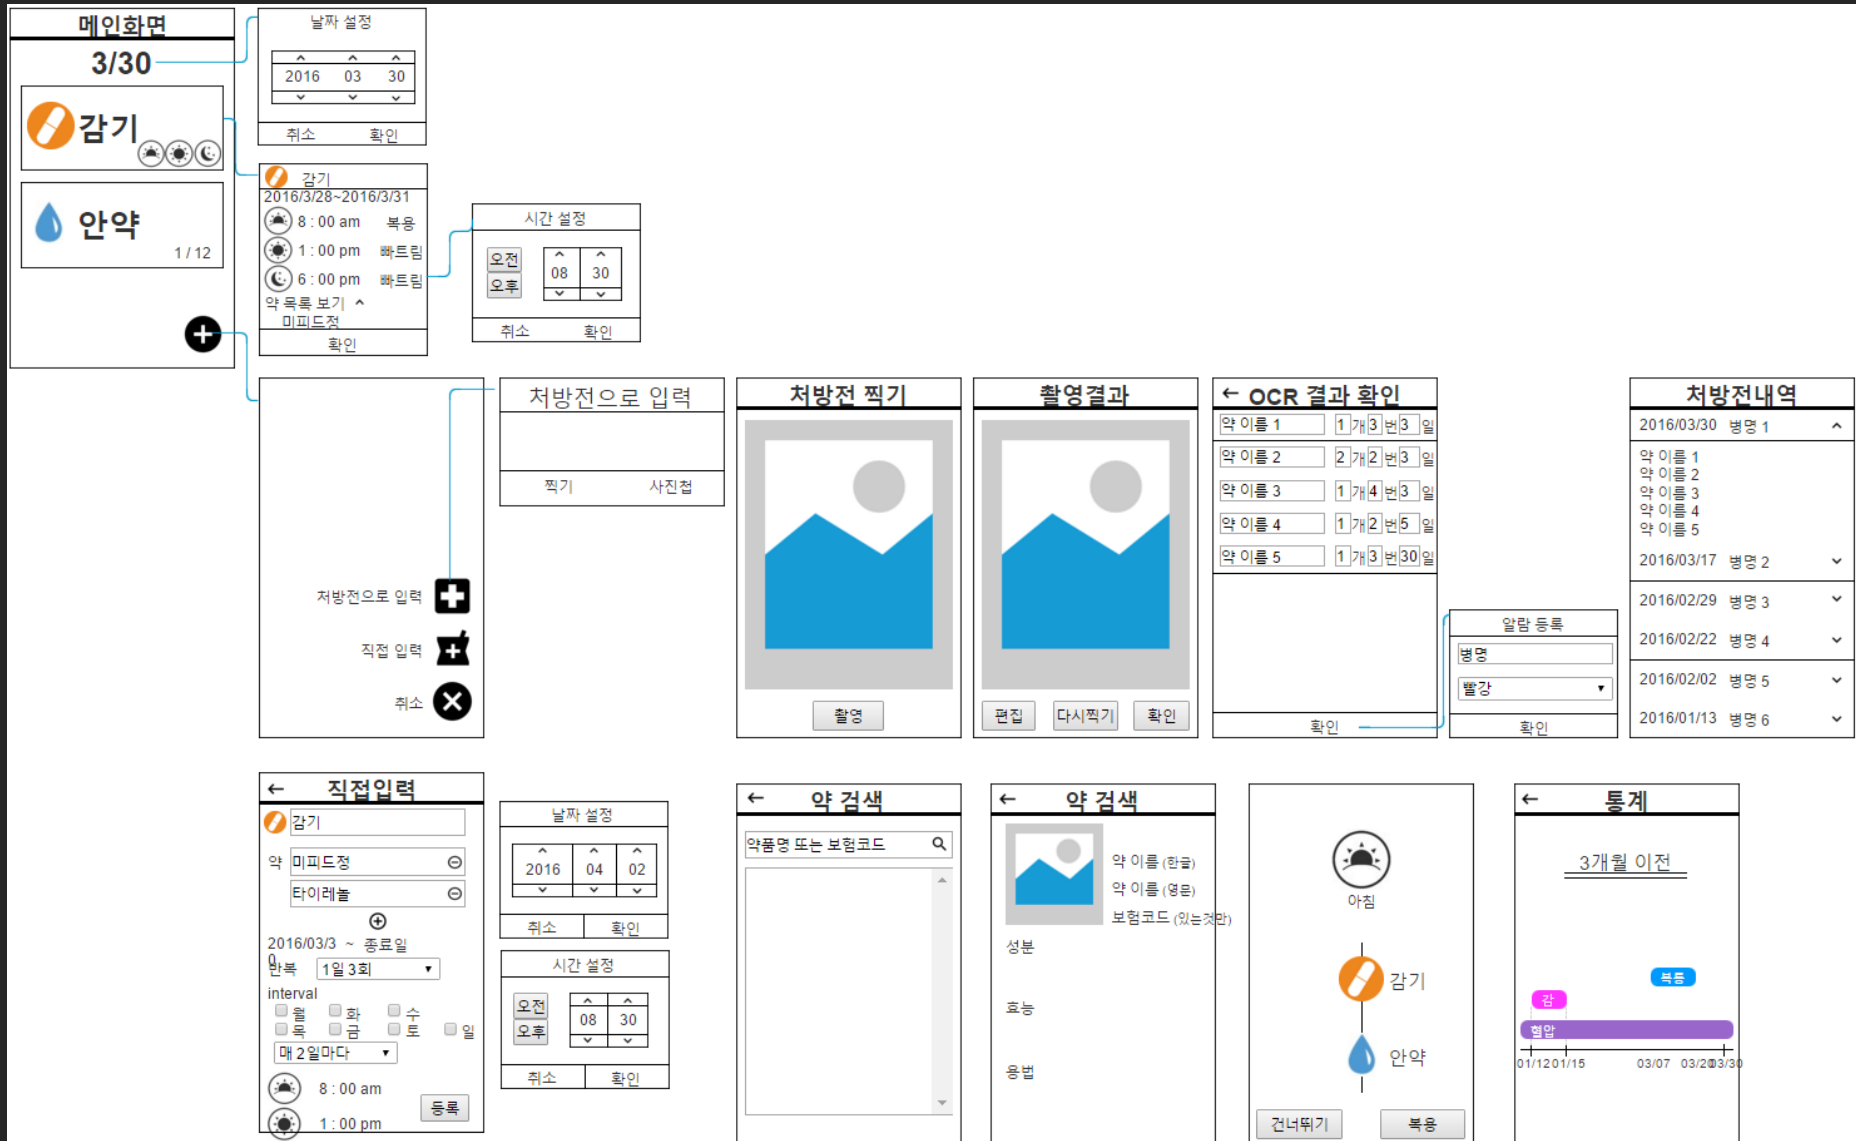 메인화면
3/30
감기
안약
1 / 12
날짜 설정
2016 03 30
취소 확인
감기
2016/3/28~2016/3/31
8 : 00 am 복용
1 : 00 pm 빠트림
6 : 00 pm 빠트림
약 목록 보기
미피드정
확인
시간 설정
오전
오후
08 30
취소 확인
처방전으로 입력
직접 입력
취소
처방전으로 입력
찍기 사진첩
처방전 찍기
촬영
촬영결과
편집 다시찍기 확인
← OCR 결과 확인
약 이름 1 1 개 3 번 3 일
약 이름 2 2 개 2 번 3 일
약 이름 3 1 개 4 번 3 일
약 이름 4 1 개 2 번 5 일
약 이름 5 1 개 3 번 30 일
확인
알람 등록
병명
빨강
확인
처방전내역
2016/03/30 병명 1
약 이름 1
약 이름 2
약 이름 3
약 이름 4
약 이름 5
2016/03/17 병명 2
2016/02/29 병명 3
2016/02/22 병명 4
2016/02/02 병명 5
2016/01/13 병명 6
← 직접입력
감기
약 미피드정
타이레놀
2016/03/3 ~ 종료일
0
반복 1일 3회
interval
월 화 수
목 금 토 일
매 2일마다
8 : 00 am
등록
1 : 00 pm
날짜 설정
2016 04 02
취소 확인
시간 설정
오전
오후
08 30
취소 확인
← 약 검색
약품명 또는 보험코드
← 약 검색
약 이름 (한글)
약 이름 (영문)
보험코드 (있는것만)
성분
효능
용법
아침
감기
안약
건너뛰기 복용
← 통계
3개월 이전
복통
감
혈압
01/12 01/15 03/07 03/20 03/30